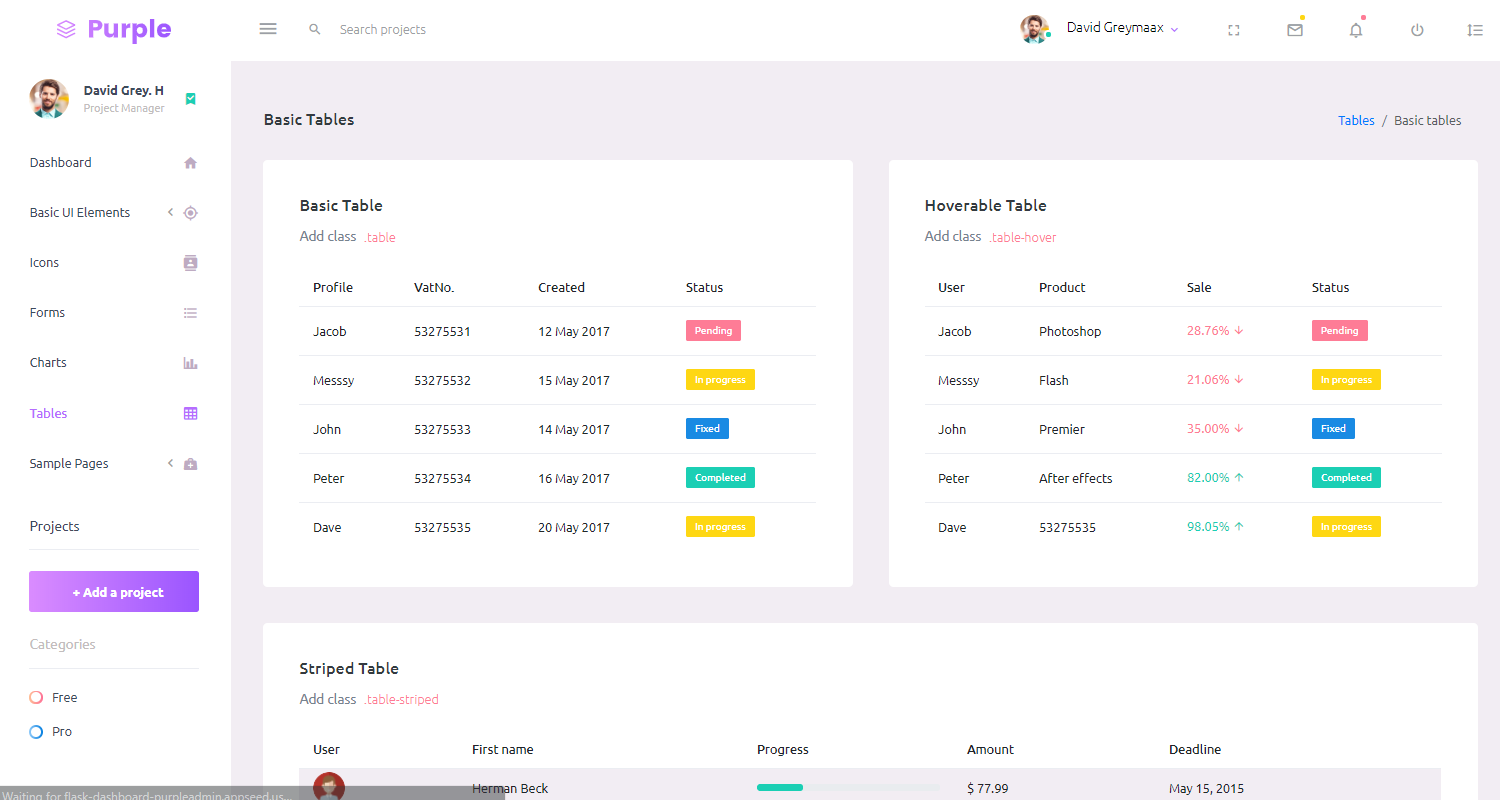 Purple
Search projects
David Greymaax
David Grey. H
Project Manager
Dashboard
Basic UI Elements
Icons
Forms
Charts
Tables
Sample Pages
Projects
+ Add a project
Categories
Free
Pro
Basic Tables
Tables / Basic tables
Basic Table
Add class .table
Profile VatNo. Created Status
Jacob 53275531 12 May 2017 Pending
Messsy 53275532 15 May 2017 In progress
John 53275533 14 May 2017 Fixed
Peter 53275534 16 May 2017 Completed
Dave 53275535 20 May 2017 In progress
Hoverable Table
Add class .table-hover
User Product Sale Status
Jacob Photoshop 28.76% ↓ Pending
Messsy Flash 21.06% ↓ In progress
John Premier 35.00% ↓ Fixed
Peter After effects 82.00% ↑ Completed
Dave 53275535 98.05% ↑ In progress
Striped Table
Add class .table-striped
User First name Progress Amount Deadline
Herman Beck $ 77.99 May 15, 2015
Waiting for flask-dashboard-purpleadmin.appseed.us...